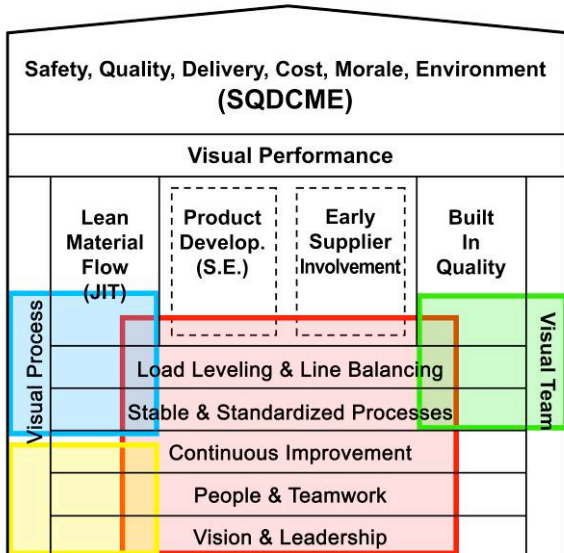 Safety, Quality, Delivery, Cost, Morale, Environment
(SQDCME)
Visual Performance
Visual Process
Lean
Material
Flow
(JIT)
Product
Develop.
(S.E.)
Early
Supplier
Involvement
Built
In
Quality
Visual Team
Load Leveling & Line Balancing
Stable & Standardized Processes
Continuous Improvement
People & Teamwork
Vision & Leadership